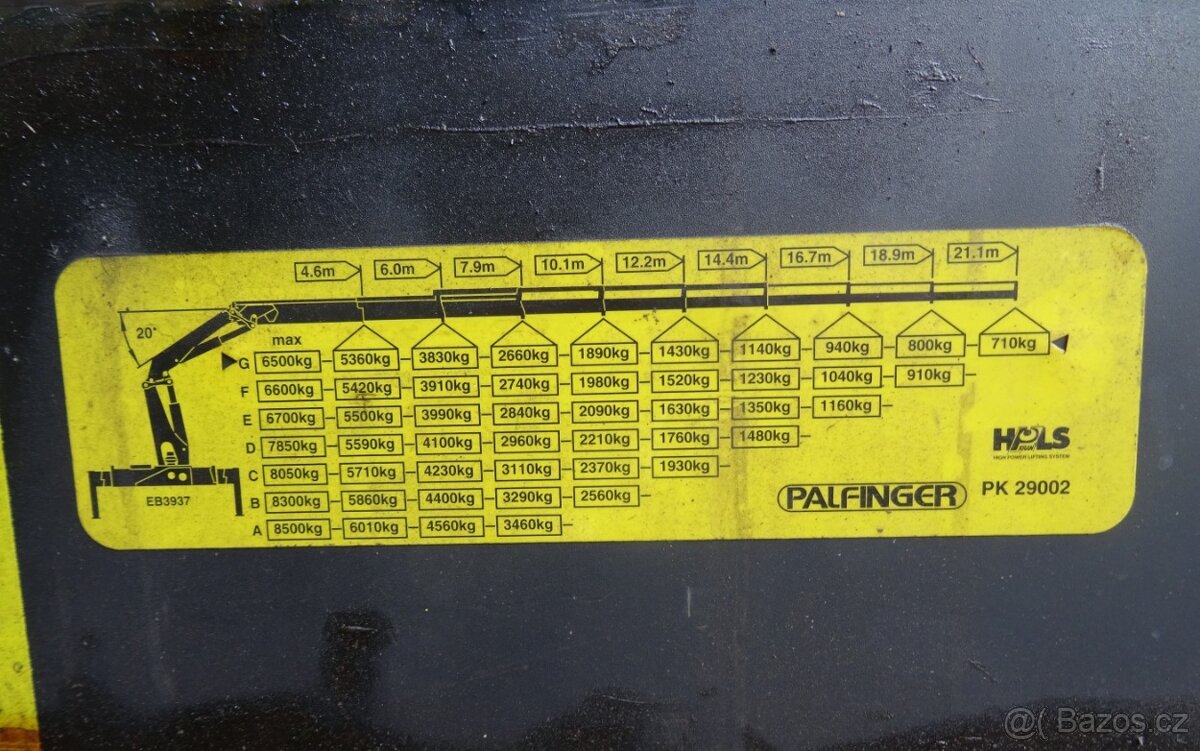 4.6m 6.0m 7.9m 10.1m 12.2m 14.4m 16.7m 18.9m 21.1m
20°
max
G 6500kg 5360kg 3830kg 2660kg 1890kg 1430kg 1140kg 940kg 800kg 710kg
F 6600kg 5420kg 3910kg 2740kg 1980kg 1520kg 1230kg 1040kg 910kg
E 6700kg 5500kg 3990kg 2840kg 2090kg 1630kg 1350kg 1160kg
D 7850kg 5590kg 4100kg 2960kg 2210kg 1760kg 1480kg
C 8050kg 5710kg 4230kg 3110kg 2370kg 1930kg
B 8300kg 5860kg 4400kg 3290kg 2560kg
A 8500kg 6010kg 4560kg 3460kg
EB3937
HPLS
HIGH POWER LIFTING SYSTEM
PALFINGER PK 29002
@( Bazos.cz